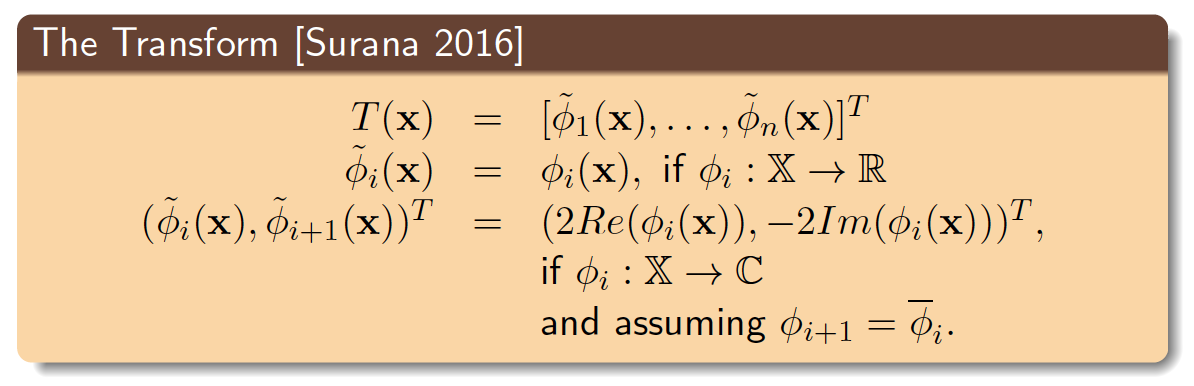 The Transform [Surana 2016]
T(𝐱) = [ϕ̃₁(𝐱), . . . , ϕ̃ₙ(𝐱)]ᵀ
ϕ̃ᵢ(𝐱) = ϕᵢ(𝐱), if ϕᵢ : 𝕏 → ℝ
(ϕ̃ᵢ(𝐱), ϕ̃ᵢ₊₁(𝐱))ᵀ = (2Re(ϕᵢ(𝐱)), −2Im(ϕᵢ(𝐱)))ᵀ,
if ϕᵢ : 𝕏 → ℂ
and assuming ϕᵢ₊₁ = ϕ̅ᵢ.